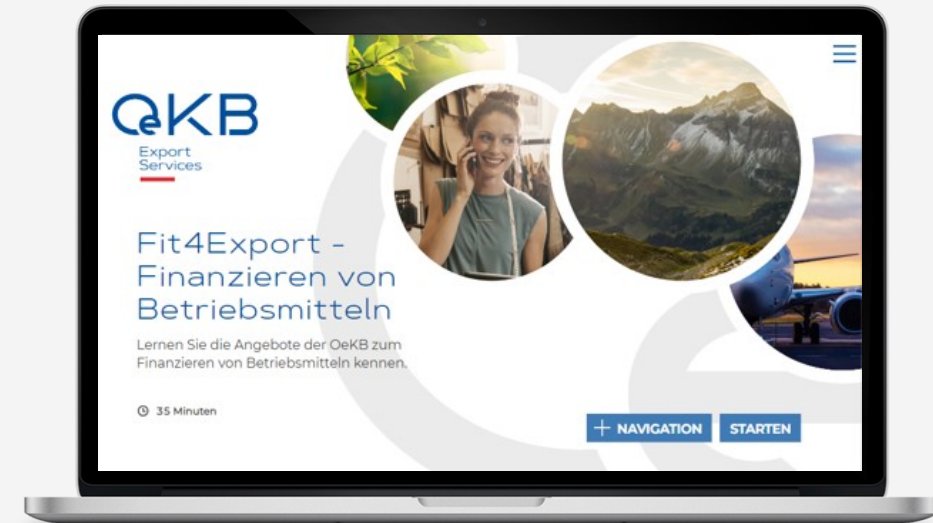 OeKB
Export
Services
Fit4Export -
Finanzieren von
Betriebsmitteln
Lernen Sie die Angebote der OeKB zum
Finanzieren von Betriebsmitteln kennen.
35 Minuten
+ NAVIGATION
STARTEN